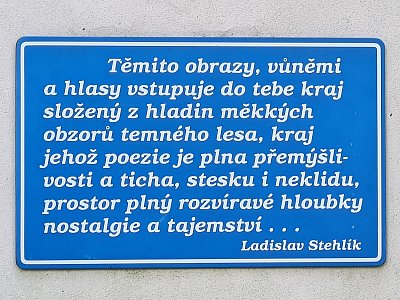 Těmito obrazy, vůněmi
a hlasy vstupuje do tebe kraj
složený z hladin měkkých
obzorů temného lesa, kraj
jehož poezie je plna přemýšli-
vosti a ticha, stesku i neklidu,
prostor plný rozvíravé hloubky
nostalgie a tajemství . . .
Ladislav Stehlík